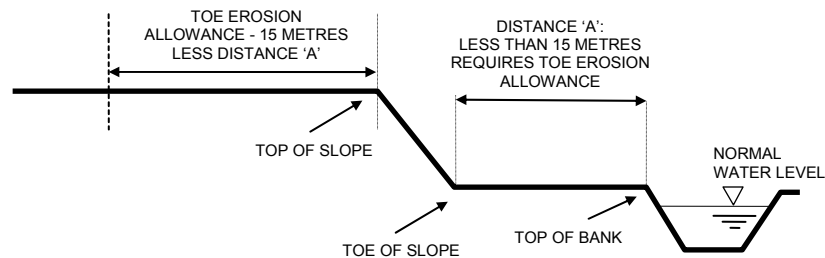 TOE EROSION
ALLOWANCE - 15 METRES
LESS DISTANCE ‘A’
DISTANCE ‘A’:
LESS THAN 15 METRES
REQUIRES TOE EROSION
ALLOWANCE
TOP OF SLOPE
NORMAL
WATER LEVEL
TOE OF SLOPE
TOP OF BANK